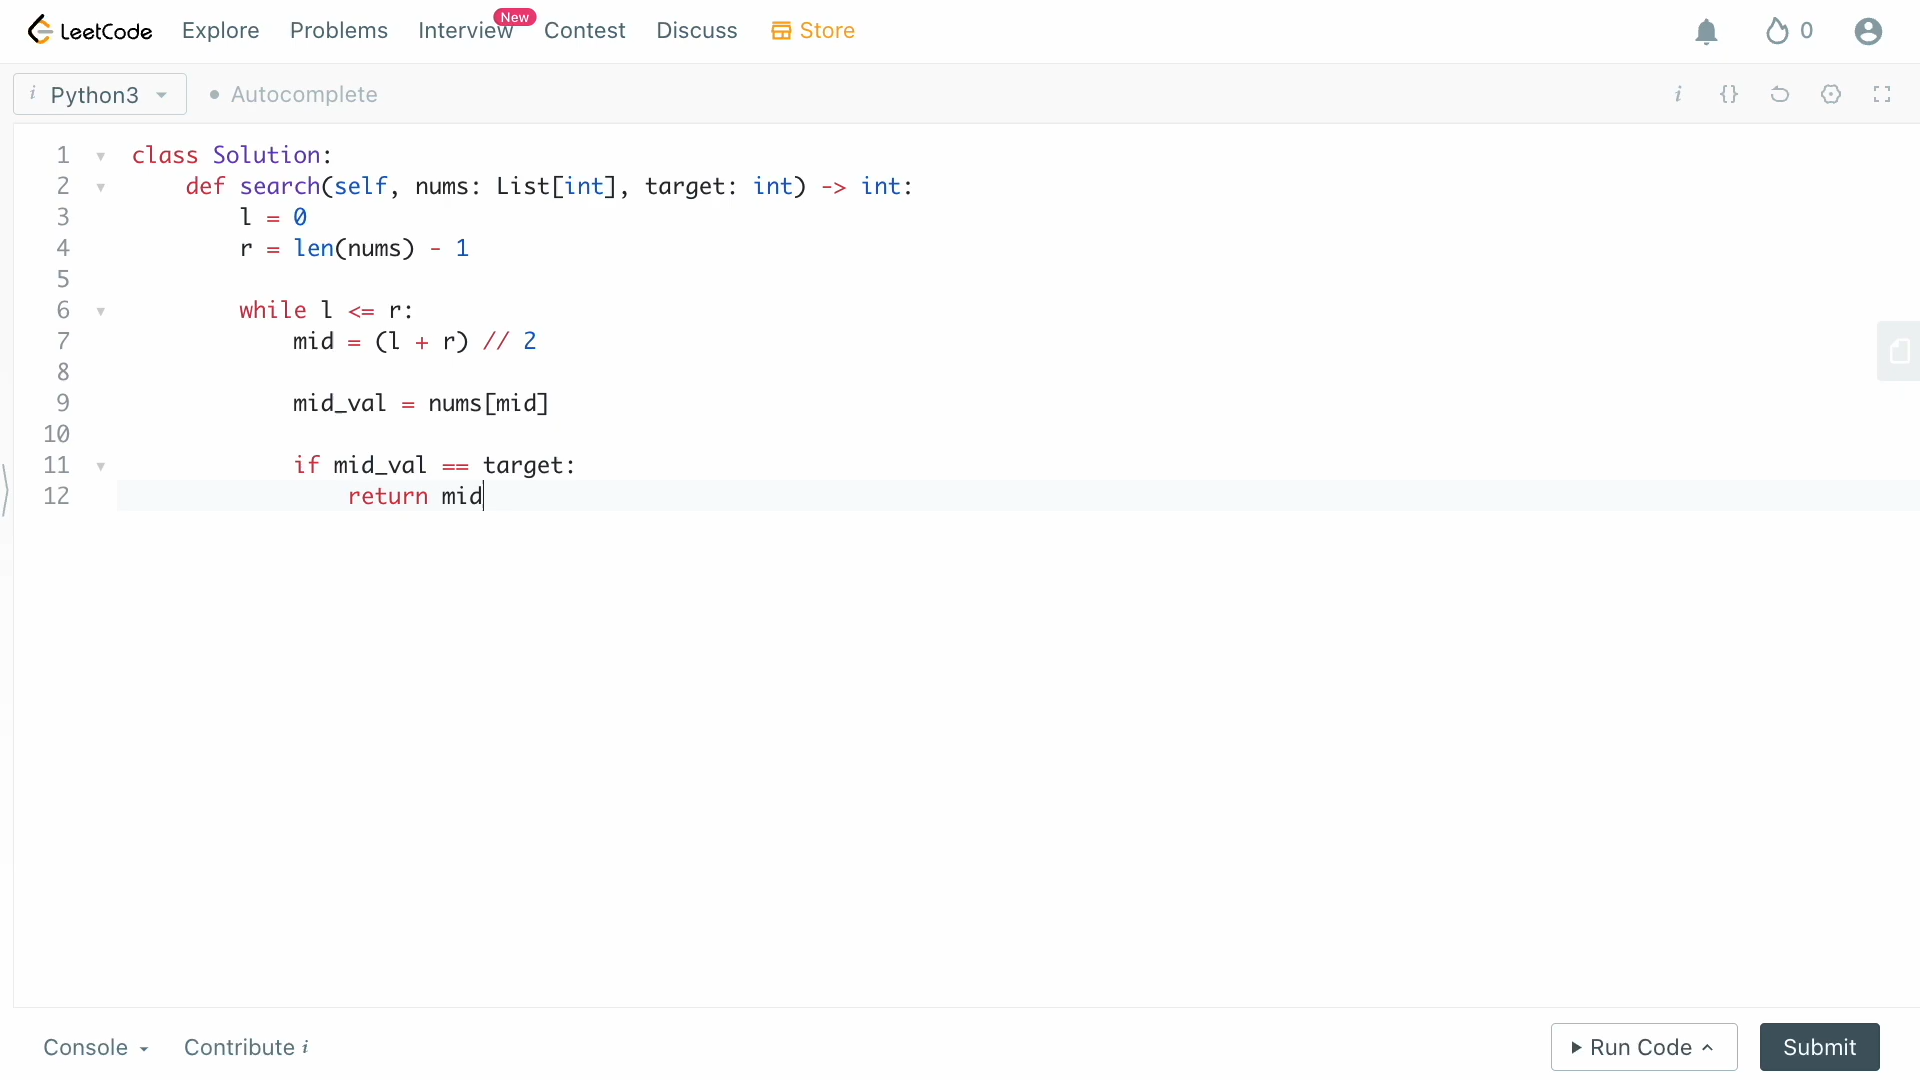 LeetCode Explore Problems Interview New Contest Discuss Store 0
i Python3 Autocomplete i {}
1 class Solution:
2 def search(self, nums: List[int], target: int) -> int:
3 l = 0
4 r = len(nums) - 1
5
6 while l <= r:
7 mid = (l + r) // 2
8
9 mid_val = nums[mid]
10
11 if mid_val == target:
12 return mid
Console Contribute i Run Code Submit